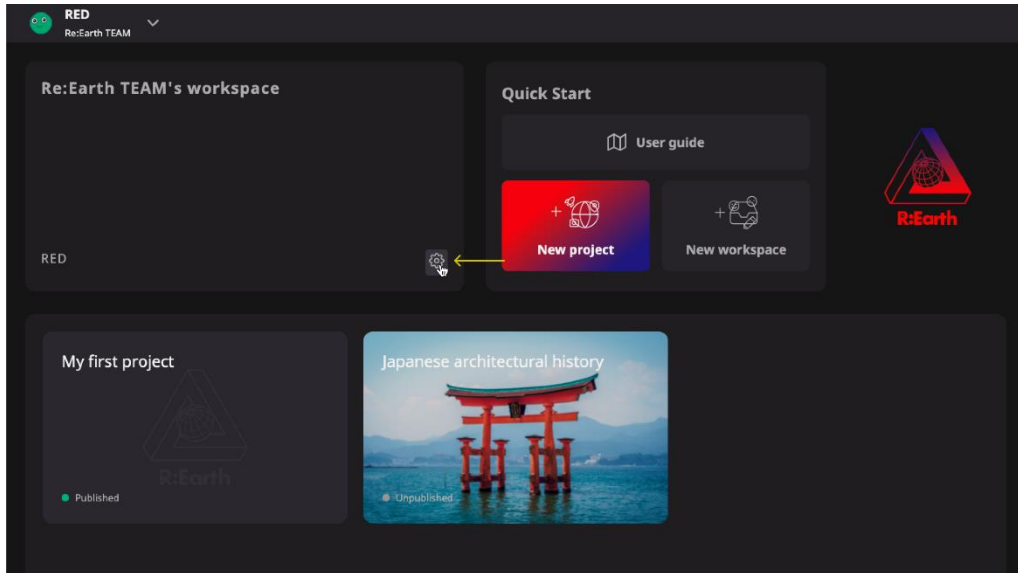 RED
Re:Earth TEAM
Re:Earth TEAM's workspace
RED
Quick Start
User guide
New project
New workspace
R:Earth
My first project
R:Earth
Published
Japanese architectural history
Unpublished